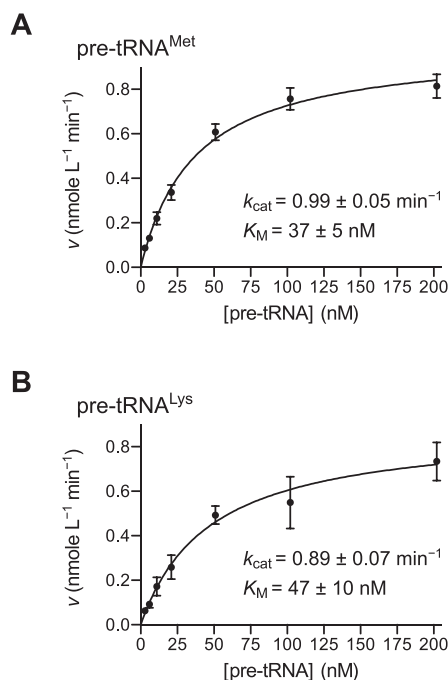 A
pre-tRNA^Met
v (nmole L⁻¹ min⁻¹)
0.8
0.6
0.4
0.2
0.0
k_cat = 0.99 ± 0.05 min⁻¹
K_M = 37 ± 5 nM
0 25 50 75 100 125 150 175 200
[pre-tRNA] (nM)
B
pre-tRNA^Lys
v (nmole L⁻¹ min⁻¹)
0.8
0.6
0.4
0.2
0.0
k_cat = 0.89 ± 0.07 min⁻¹
K_M = 47 ± 10 nM
0 25 50 75 100 125 150 175 200
[pre-tRNA] (nM)